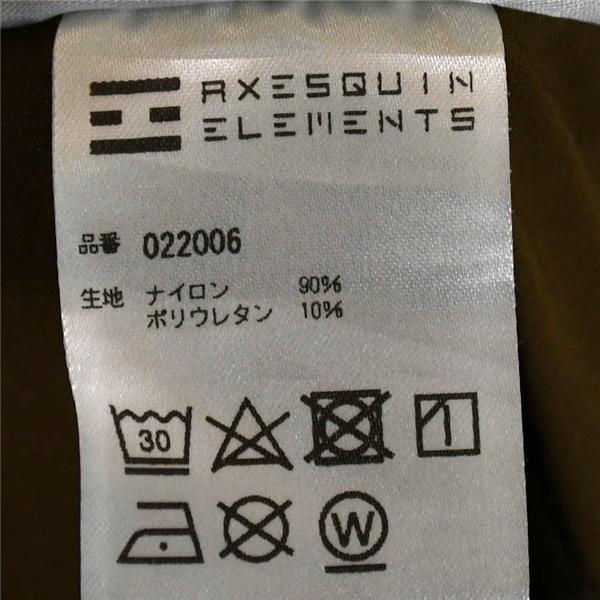 AXESQUIN
ELEMENTS
品番 022006
生地 ナイロン 90%
ポリウレタン 10%
30
W